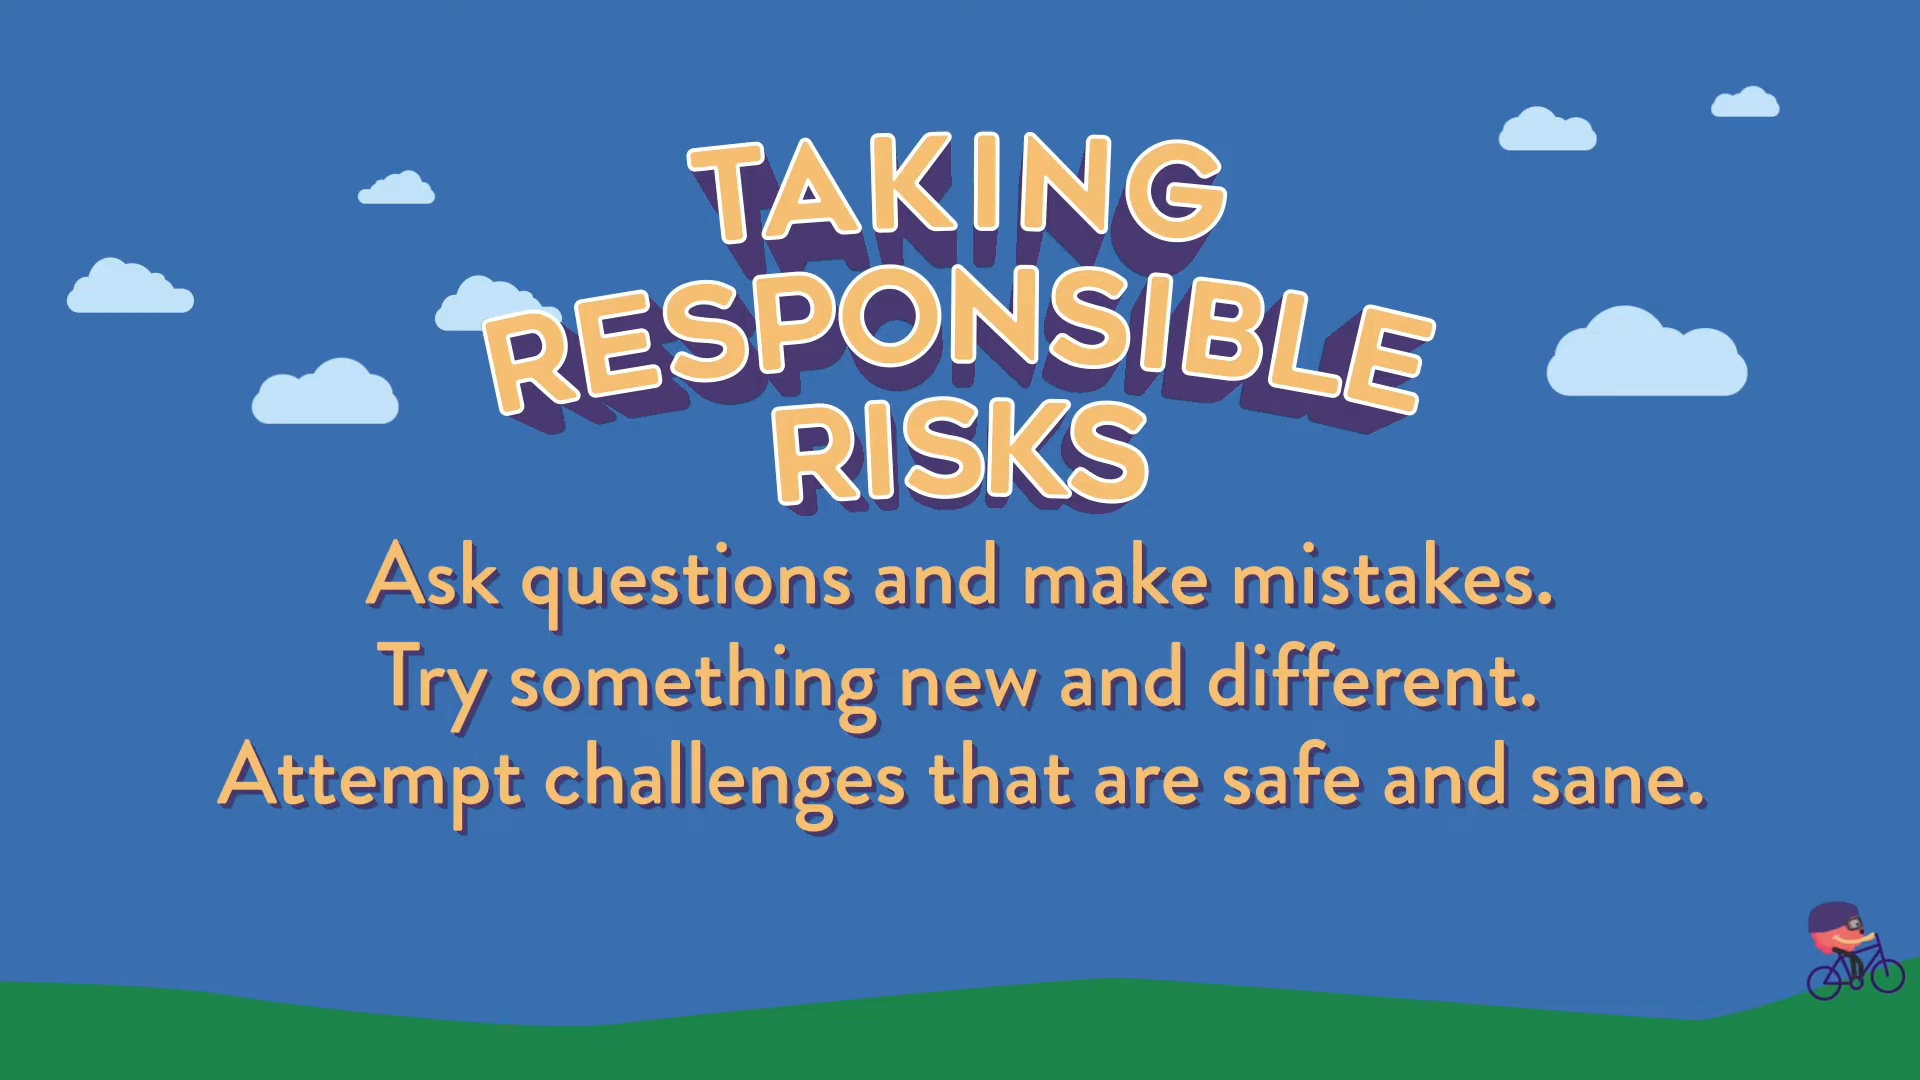 TAKING
RESPONSIBLE
RISKS
Ask questions and make mistakes.
Try something new and different.
Attempt challenges that are safe and sane.